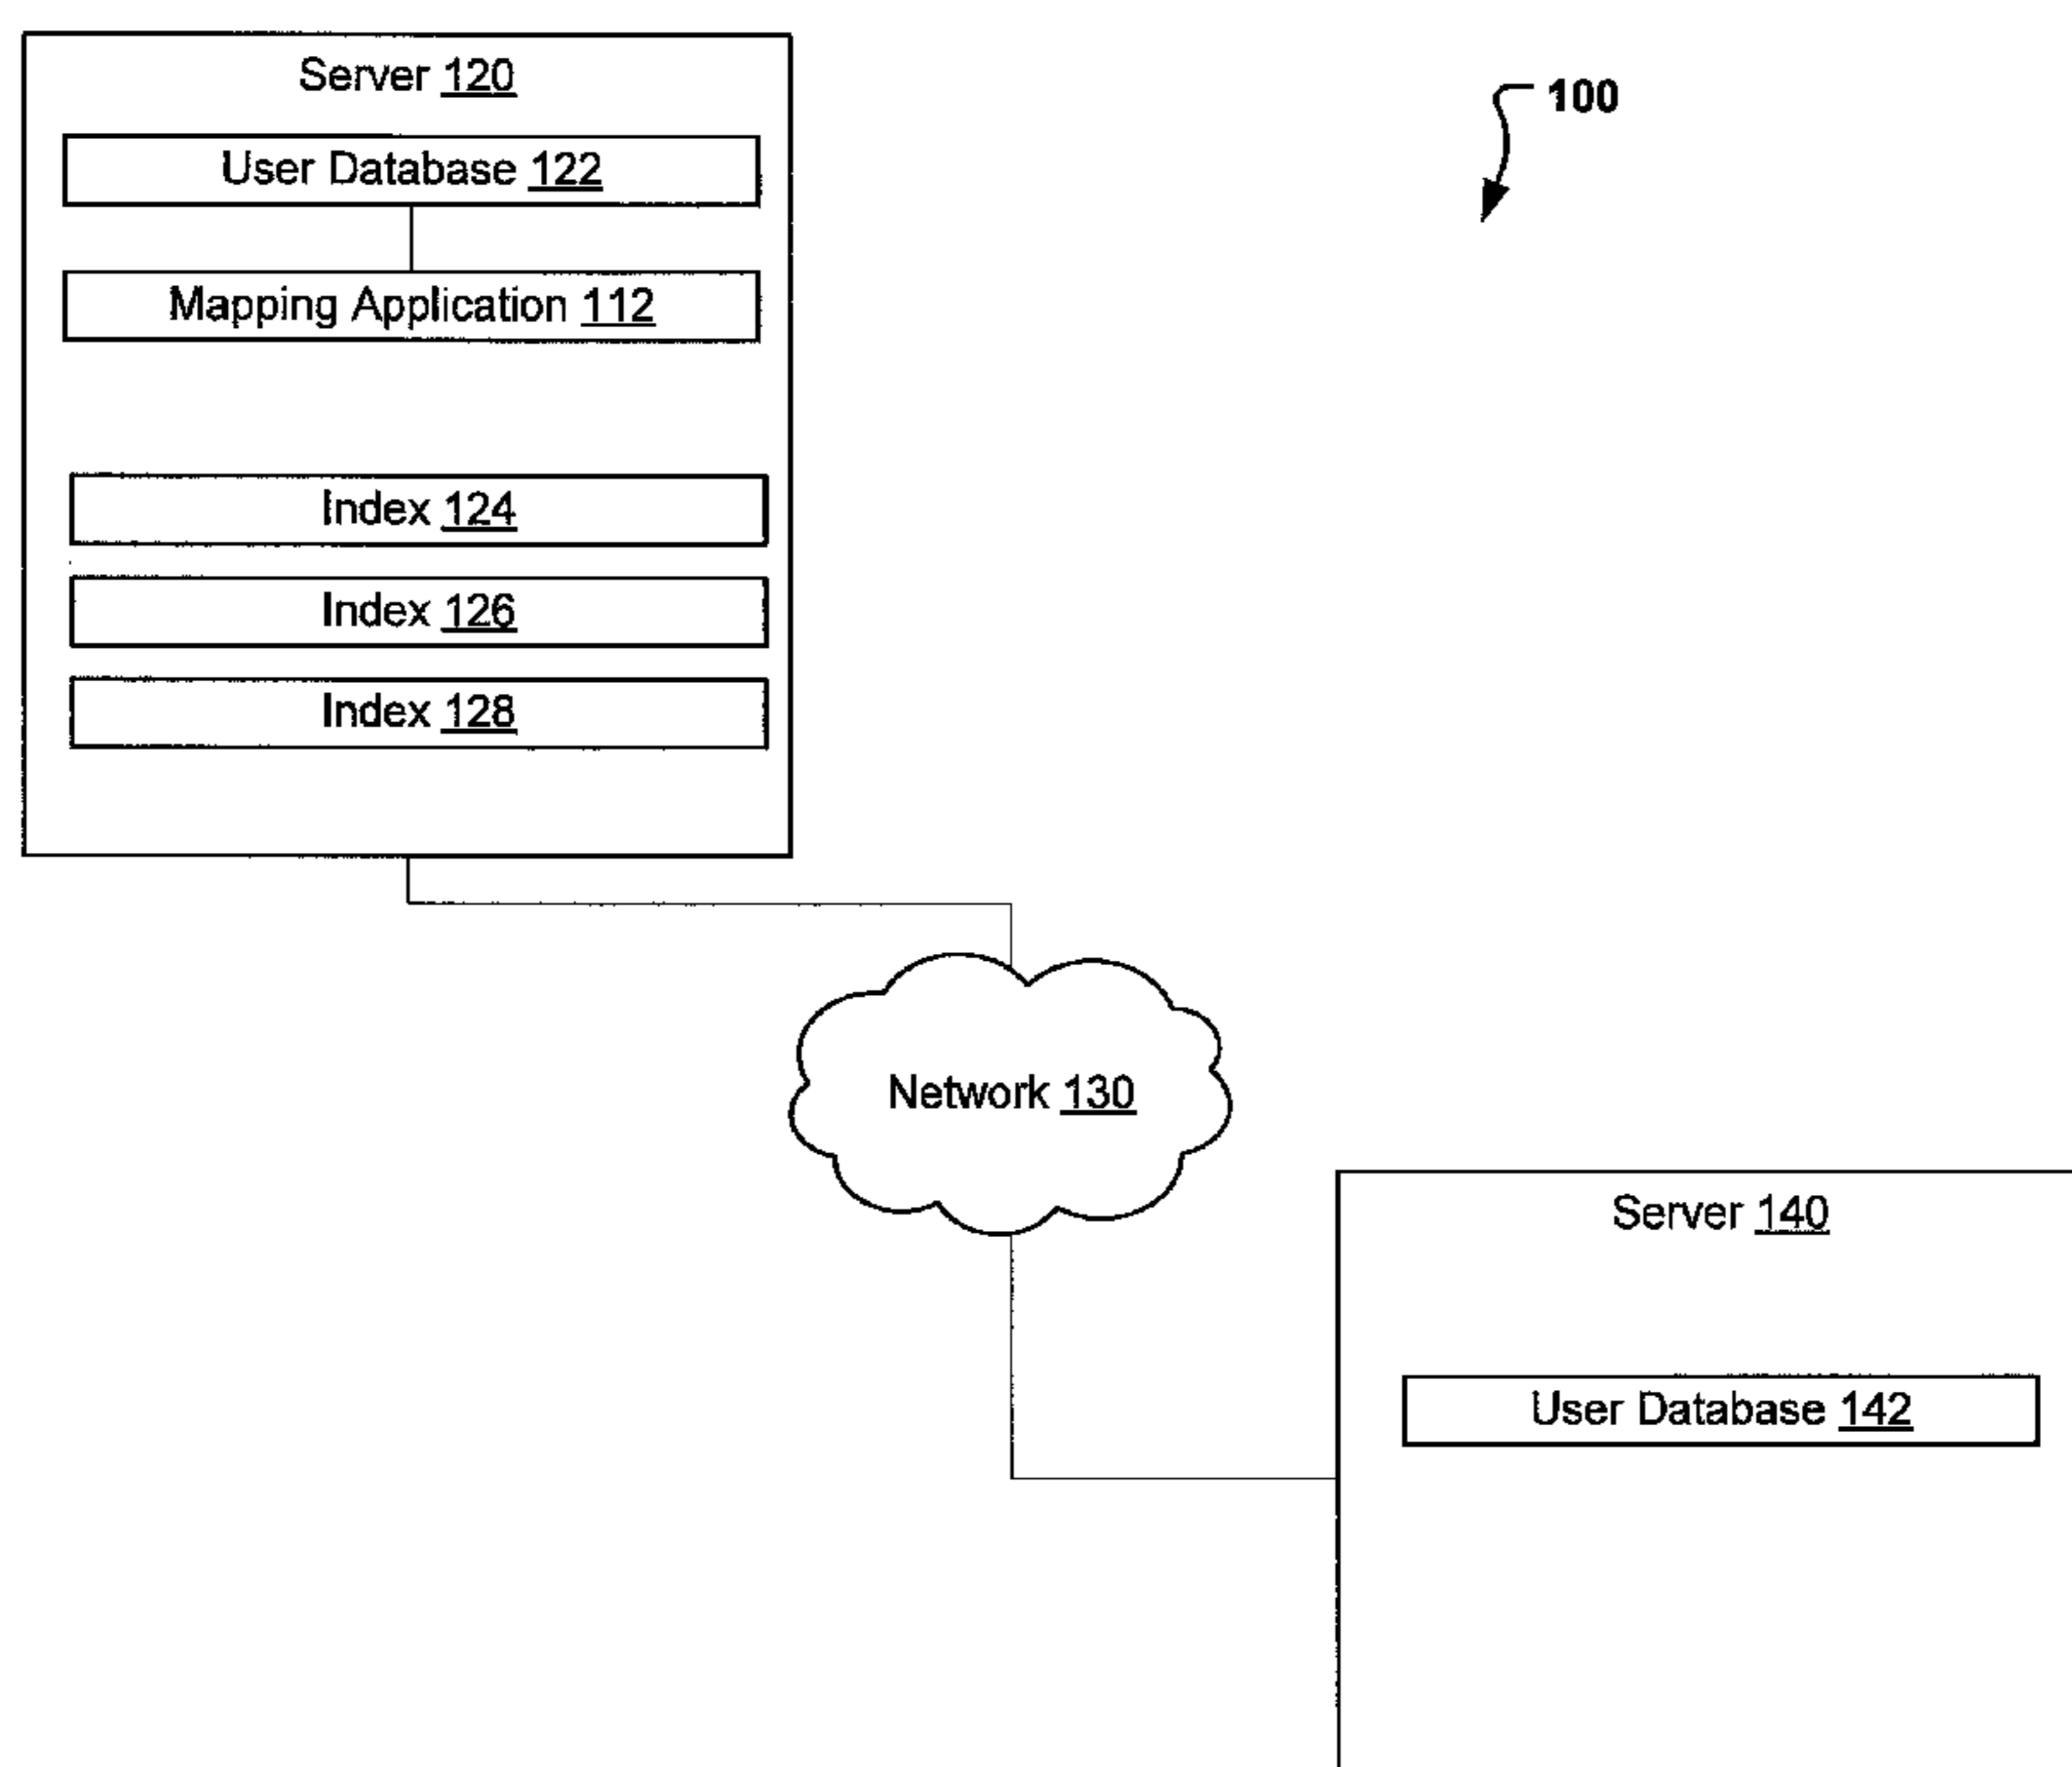 Server 120
100
User Database 122
Mapping Application 112
Index 124
Index 126
Index 128
Network 130
Server 140
User Database 142